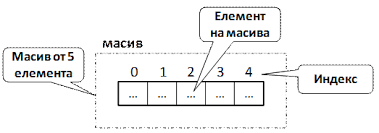 Елемент
на масива
масив
Масив от 5
елемента
0 1 2 3 4
Индекс
... ... ... ... ...